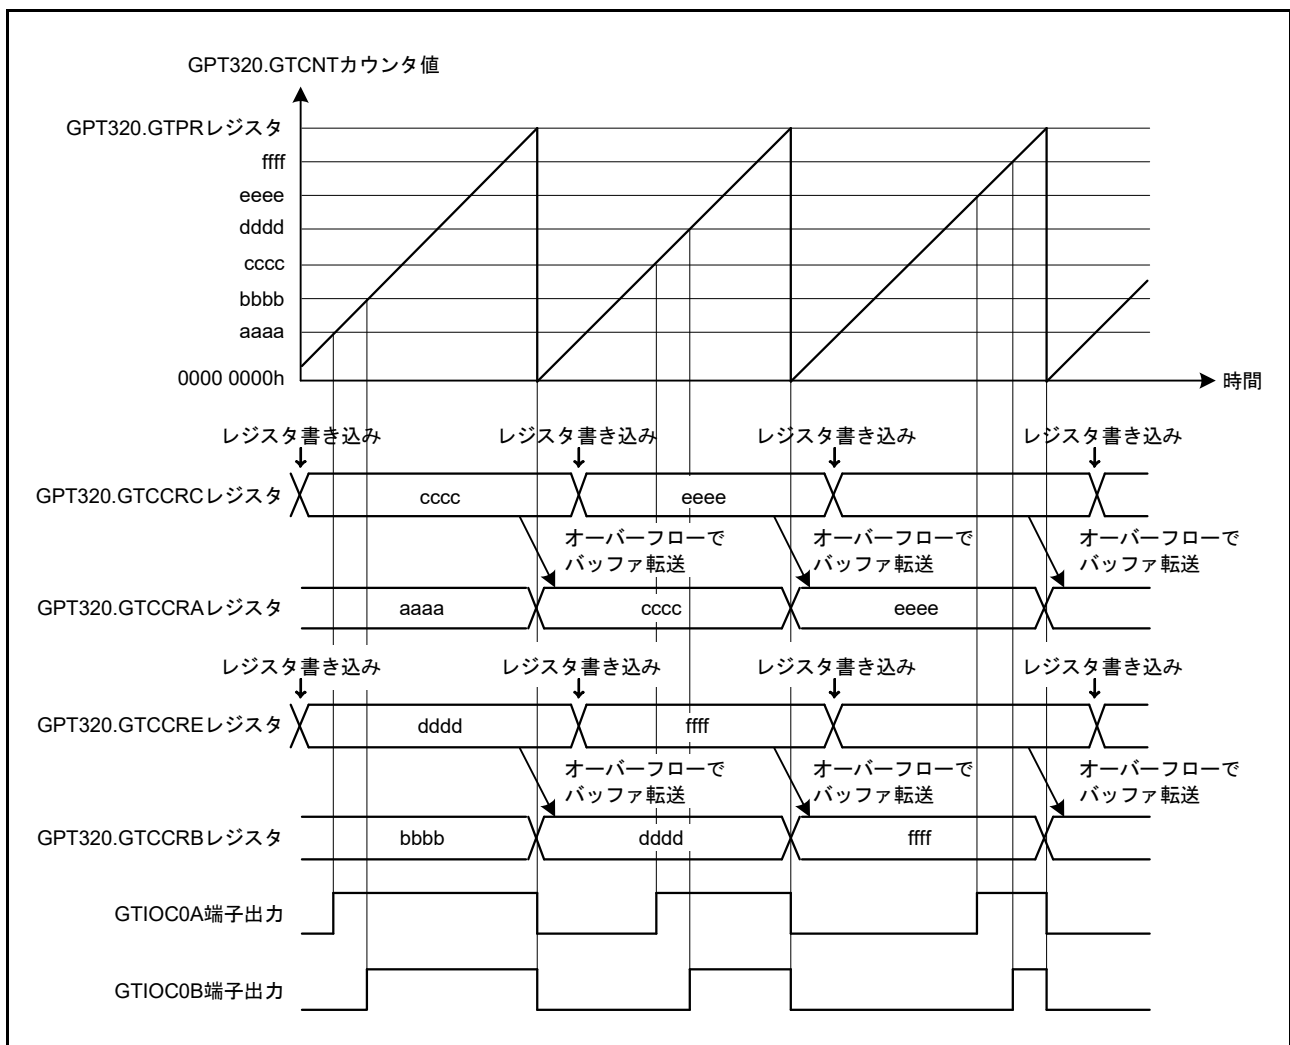 GPT320.GTCNTカウンタ値
GPT320.GTPRレジスタ
ffff
eeee
dddd
cccc
bbbb
aaaa
0000 0000h
時間
レジスタ書き込み
レジスタ書き込み
レジスタ書き込み
レジスタ書き込み
GPT320.GTCCRCレジスタ
cccc
eeee
オーバーフローで
バッファ転送
オーバーフローで
バッファ転送
オーバーフローで
バッファ転送
GPT320.GTCCRAレジスタ
aaaa
cccc
eeee
レジスタ書き込み
レジスタ書き込み
レジスタ書き込み
レジスタ書き込み
GPT320.GTCCREレジスタ
dddd
ffff
オーバーフローで
バッファ転送
オーバーフローで
バッファ転送
オーバーフローで
バッファ転送
GPT320.GTCCRBレジスタ
bbbb
dddd
ffff
GTIOC0A端子出力
GTIOC0B端子出力